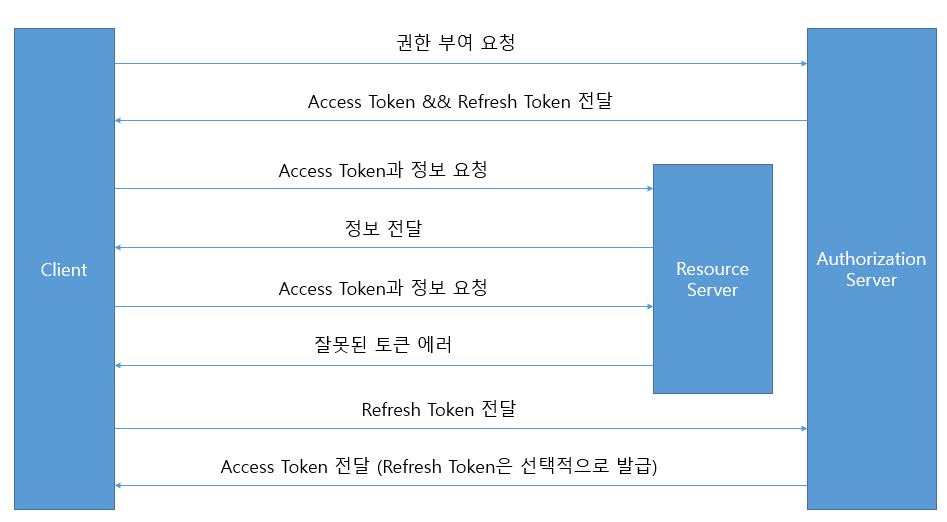 권한 부여 요청
Access Token && Refresh Token 전달
Access Token과 정보 요청
정보 전달
Client
Resource
Server
Authorization
Server
Access Token과 정보 요청
잘못된 토큰 에러
Refresh Token 전달
Access Token 전달 (Refresh Token은 선택적으로 발급)